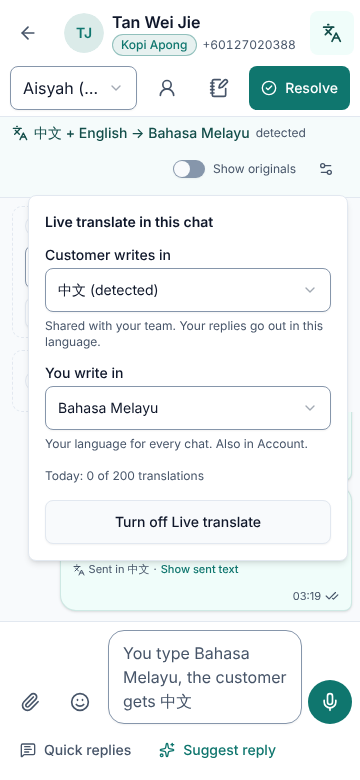 TJ
Tan Wei Jie
Kopi Apong
+60127020388
Aisyah (...
Resolve
中文 + English → Bahasa Melayu detected
Show originals
Live translate in this chat
Customer writes in
中文 (detected)
Shared with your team. Your replies go out in this
language.
You write in
Bahasa Melayu
Your language for every chat. Also in Account.
Today: 0 of 200 translations
Turn off Live translate
Sent in 中文 · Show sent text
03:19
You type Bahasa
Melayu, the customer
gets 中文
Quick replies
Suggest reply